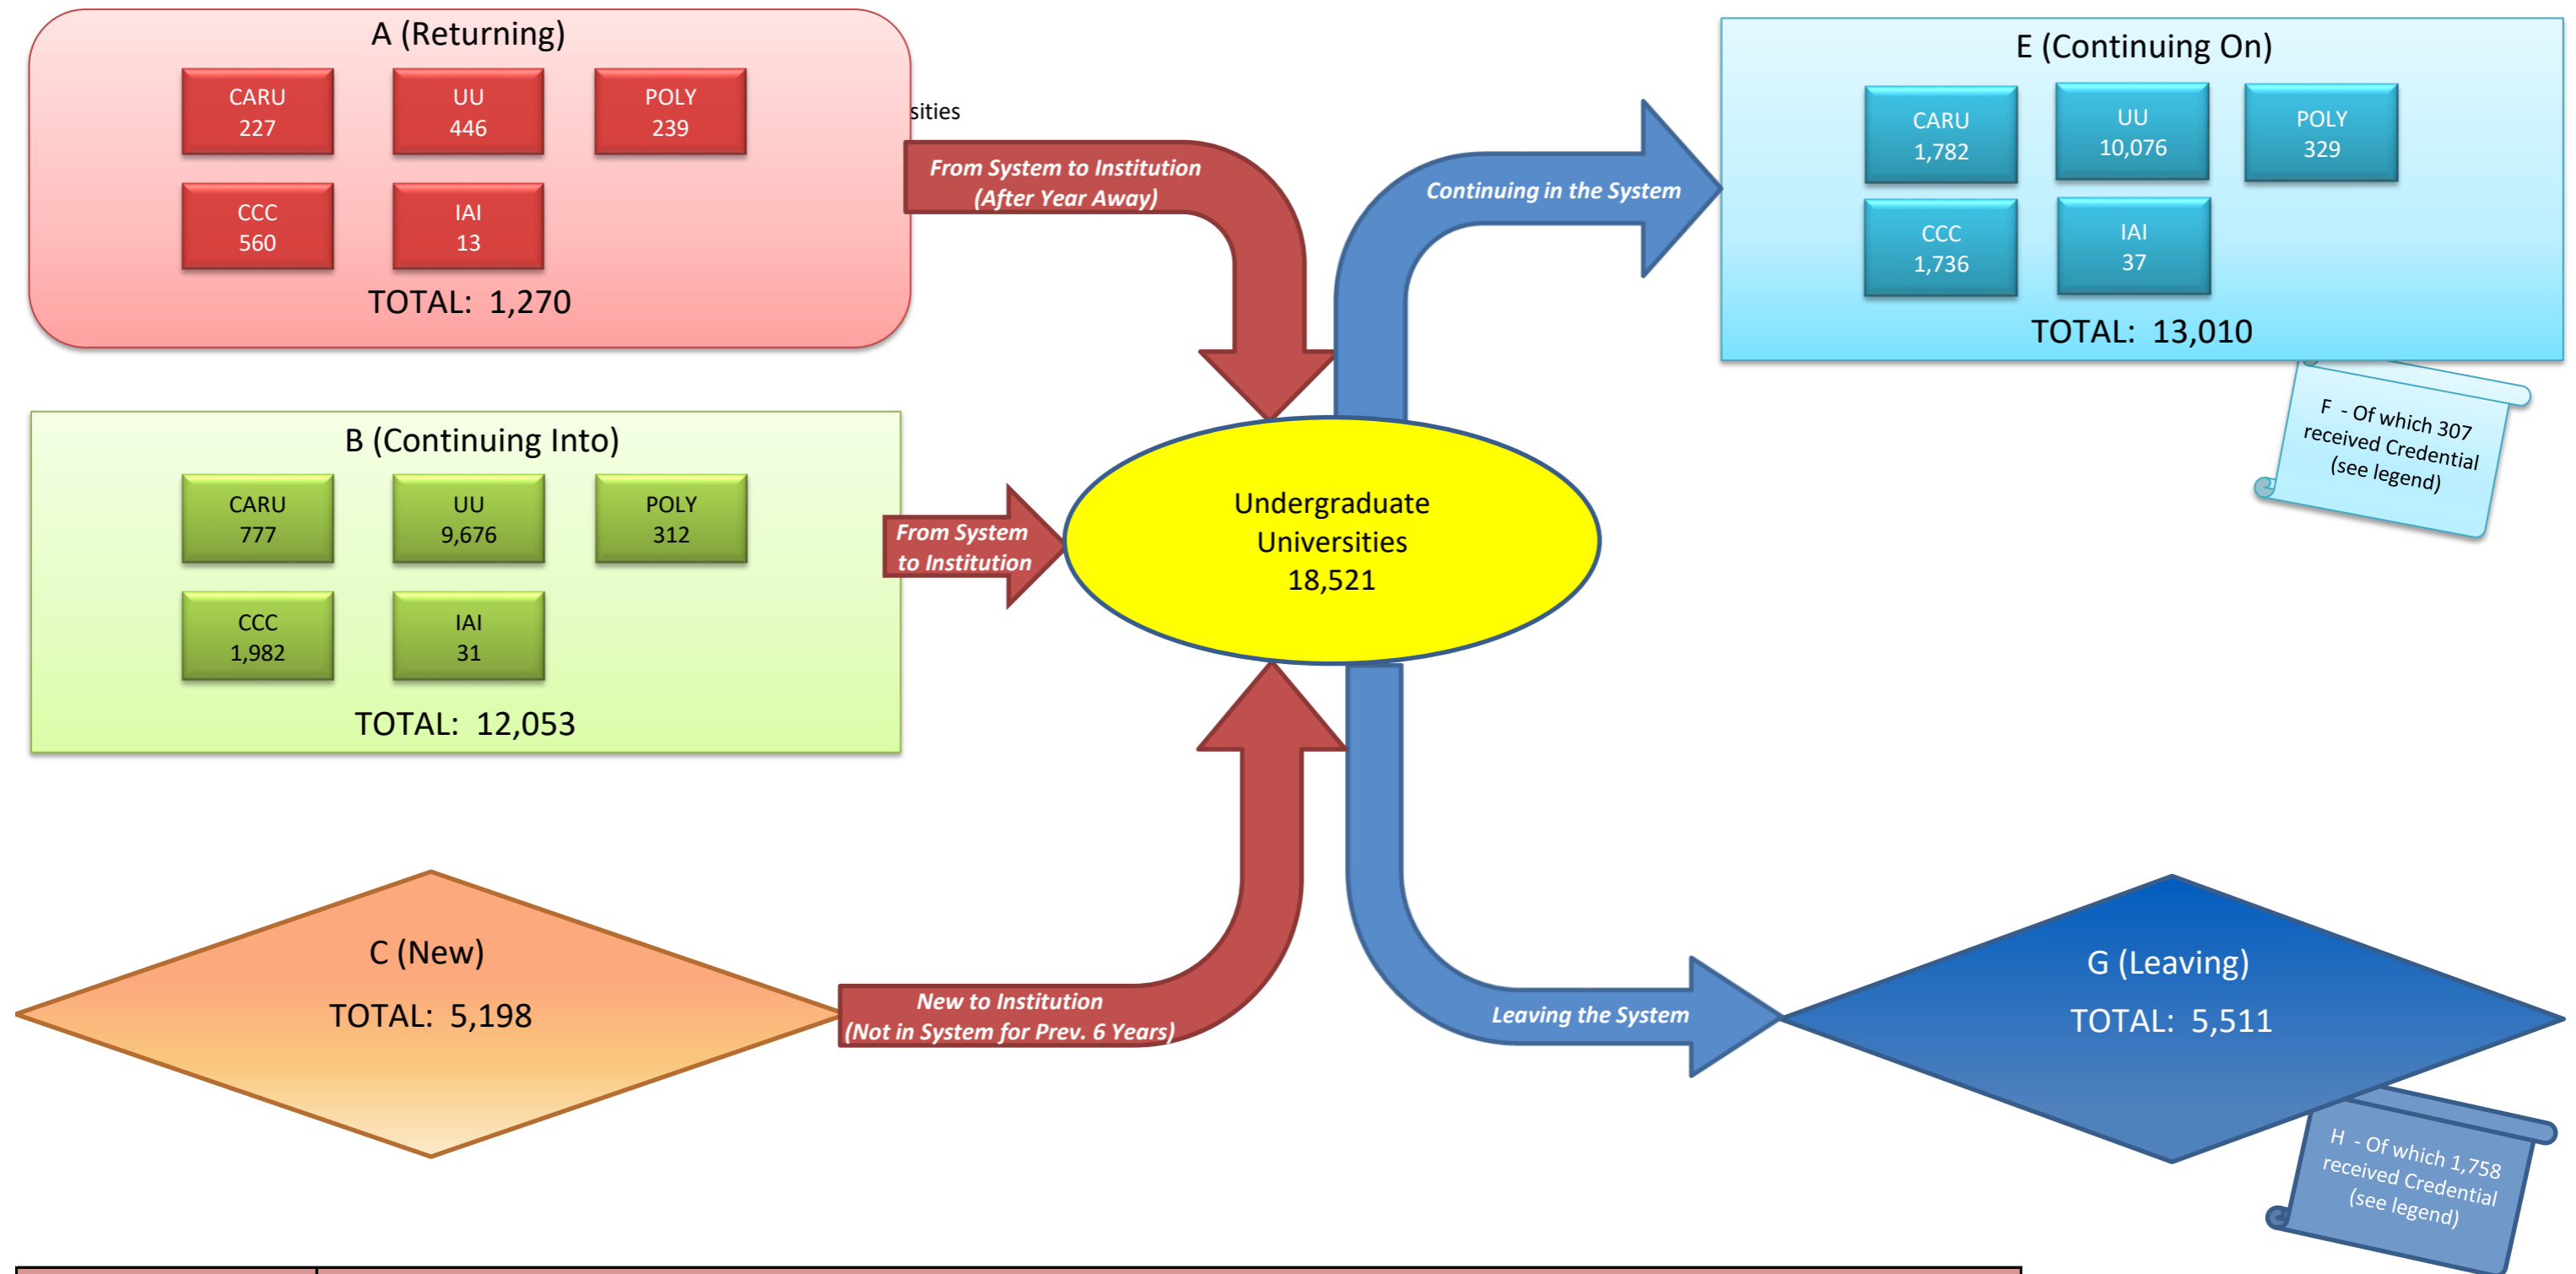 A (Returning)
CARU
227
UU
446
POLY
239
CCC
560
IAI
13
TOTAL: 1,270
sities
From System to Institution
(After Year Away)
Continuing in the System
E (Continuing On)
CARU
1,782
UU
10,076
POLY
329
CCC
1,736
IAI
37
TOTAL: 13,010
F - Of which 307
received Credential
(see legend)
B (Continuing Into)
CARU
777
UU
9,676
POLY
312
CCC
1,982
IAI
31
TOTAL: 12,053
From System
to Institution
Undergraduate
Universities
18,521
C (New)
TOTAL: 5,198
New to Institution
(Not in System for Prev. 6 Years)
Leaving the System
G (Leaving)
TOTAL: 5,511
H - Of which 1,758
received Credential
(see legend)